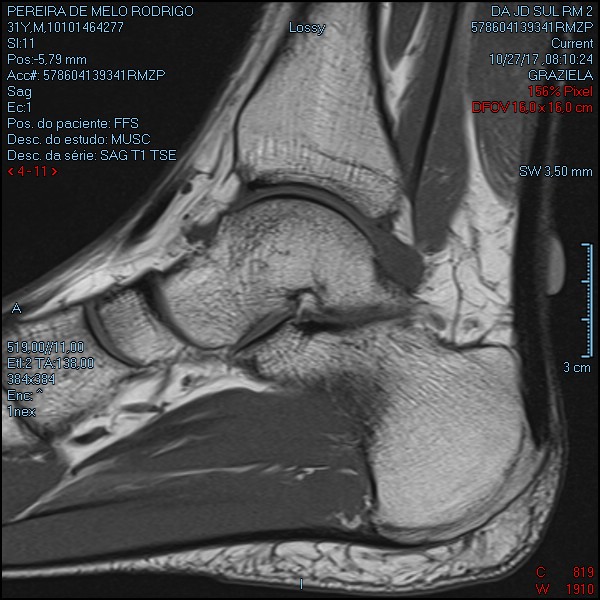 PEREIRA DE MELO RODRIGO
31Y,M,10101464277
Sl:11
Pos:-5,79 mm
Acc#: 578604139341RMZP
Sag
Ec:1
Pos. do paciente: FFS
Desc. do estudo: MUSC
Desc. da série: SAG T1 TSE
< 4 - 11 >
Lossy
DA JD SUL RM 2
578604139341RMZP
Current
10/27/17 ,08:10:24
GRAZIELA
156% Pixel
DFOV 16,0 x 16,0 cm
SW 3,50 mm
A
519,00//11,00
Etl:2 TA:138,00
384x384
Enc: ^
1nex
3 cm
I
C 819
W 1910